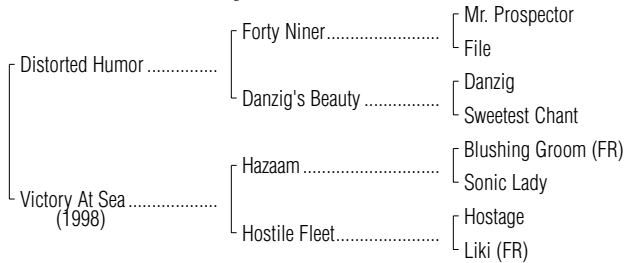 Mr. Prospector
Forty Niner
File
Distorted Humor
Danzig
Danzig's Beauty
Sweetest Chant
Blushing Groom (FR)
Hazaam
Sonic Lady
Victory At Sea
(1998)
Hostage
Hostile Fleet
Liki (FR)